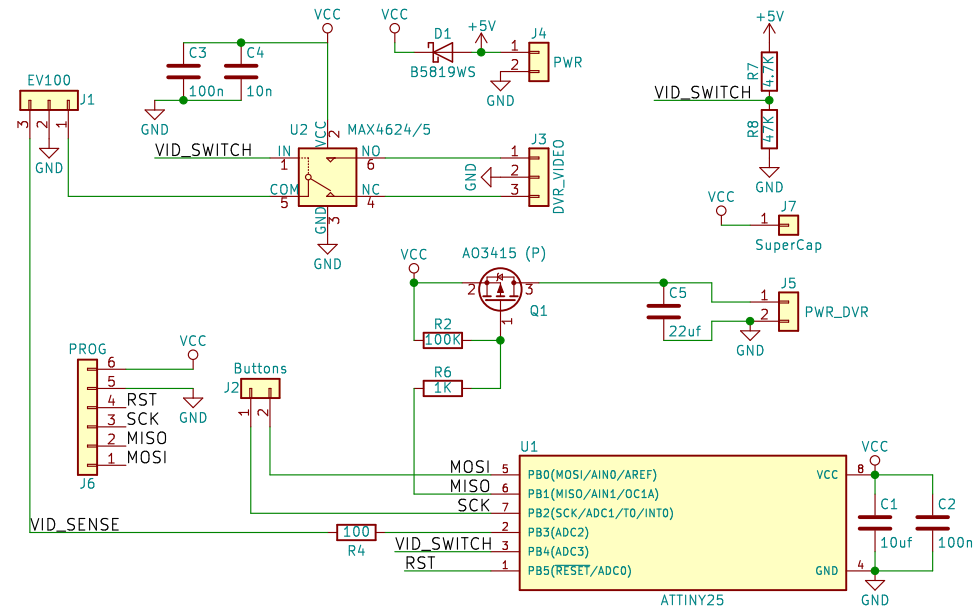 VCC
VCC
+5V
+5V
D1
J4
C3
C4
1
PWR
2
B5819WS
R7
4.7K
EV100
J1
100n
10n
GND
VID_SWITCH
3
2
1
GND
U2
VCC
2
MAX4624/5
R8
47K
GND
VID_SWITCH
IN
1
NO
6
J3
1
GND
2
3
DVR_VIDEO
COM
5
NC
4
GND
3
GND
GND
VCC
J7
1
SuperCap
VCC
AO3415 (P)
2
3
Q1
1
C5
22uf
J5
1
2
PWR_DVR
GND
R2
100K
R6
1K
PROG
VCC
6
5
4
RST
3
SCK
2
MISO
1
MOSI
J6
GND
Buttons
J2
1
2
U1
MOSI
5
PB0(MOSI/AIN0/AREF)
MISO
6
PB1(MISO/AIN1/OC1A)
SCK
7
PB2(SCK/ADC1/T0/INT0)
VID_SENSE
100
R4
2
PB3(ADC2)
VID_SWITCH
3
PB4(ADC3)
RST
1
PB5(RESET/ADC0)
VCC
8
GND
4
ATTINY25
VCC
C1
10uf
C2
100n
GND